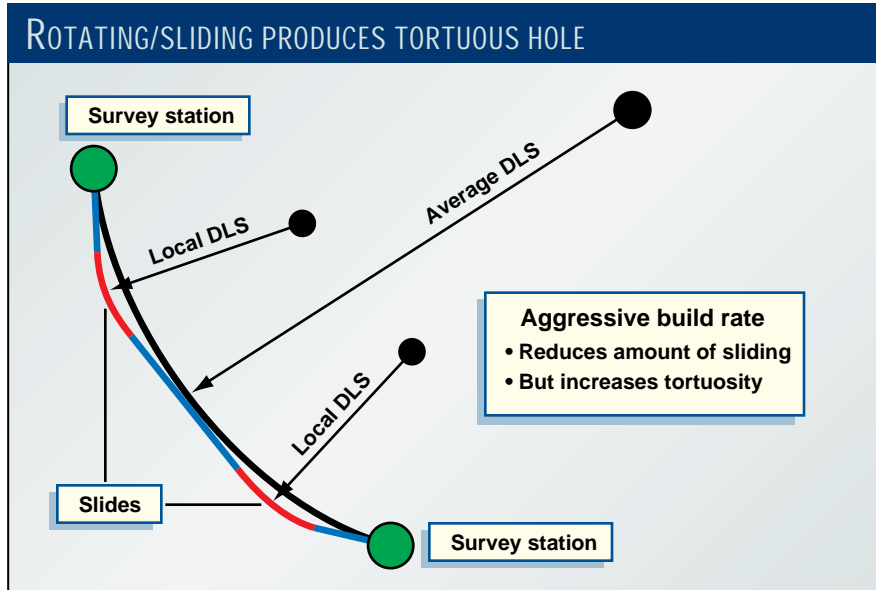 ROTATING/SLIDING PRODUCES TORTUOUS HOLE
Survey station
Local DLS
Average DLS
Aggressive build rate
• Reduces amount of sliding
• But increases tortuosity
Local DLS
Slides
Survey station